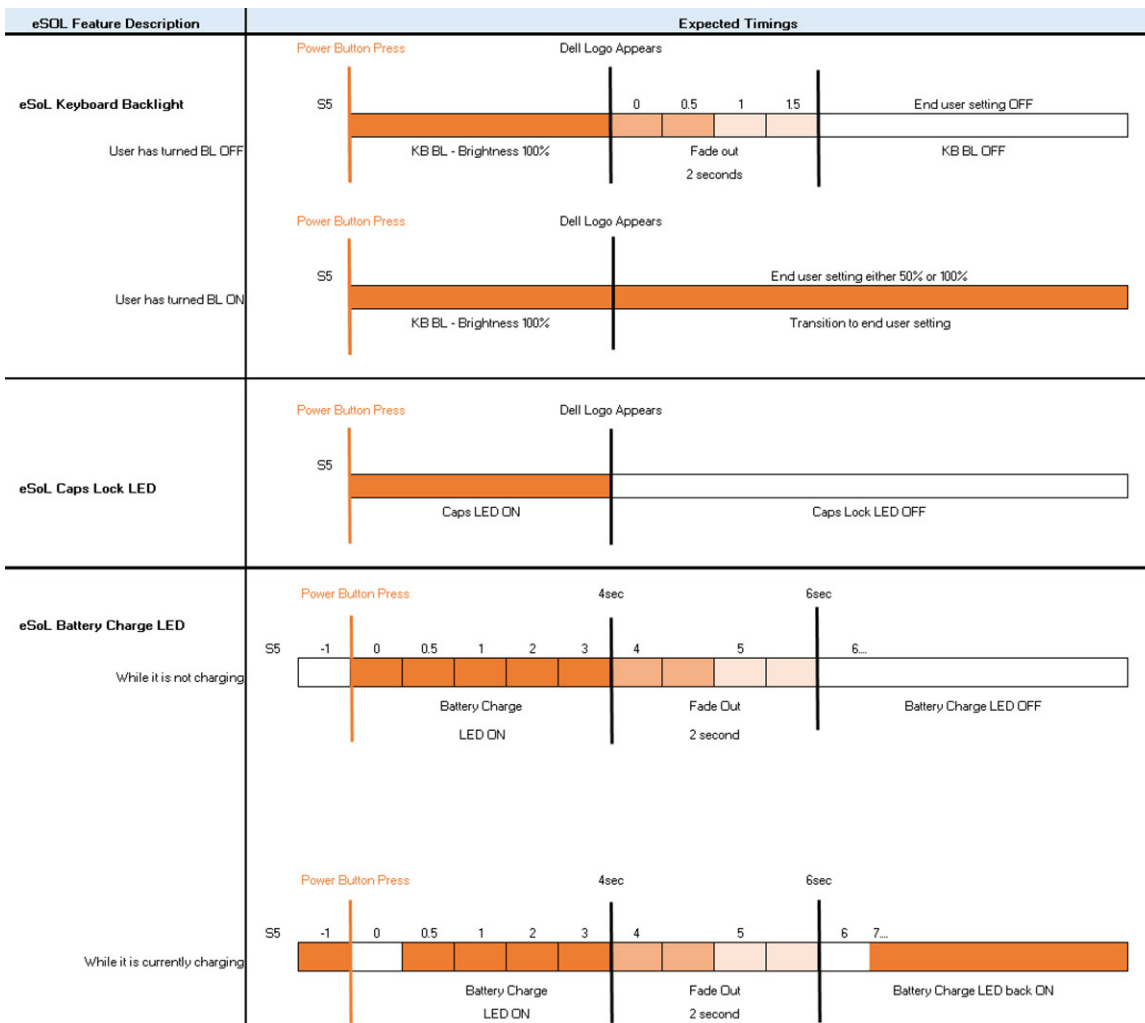 eSOL Feature Description
Expected Timings
Power Button Press
Dell Logo Appears
eSoL Keyboard Backlight
S5
0 0.5 1 1.5
End user setting OFF
User has turned BL OFF
KB BL - Brightness 100%
Fade out
KB BL OFF
2 seconds
Power Button Press
Dell Logo Appears
S5
End user setting either 50% or 100%
User has turned BL ON
KB BL - Brightness 100%
Transition to end user setting
Power Button Press
Dell Logo Appears
S5
eSoL Caps Lock LED
Caps LED ON
Caps Lock LED OFF
Power Button Press
4sec
6sec
eSoL Battery Charge LED
S5
-1 0 0.5 1 2 3 4 5 6...
While it is not charging
Battery Charge
Fade Out
Battery Charge LED OFF
LED ON
2 second
Power Button Press
4sec
6sec
S5
-1 0 0.5 1 2 3 4 5 6 7....
While it is currently charging
Battery Charge
Fade Out
Battery Charge LED back ON
LED ON
2 second